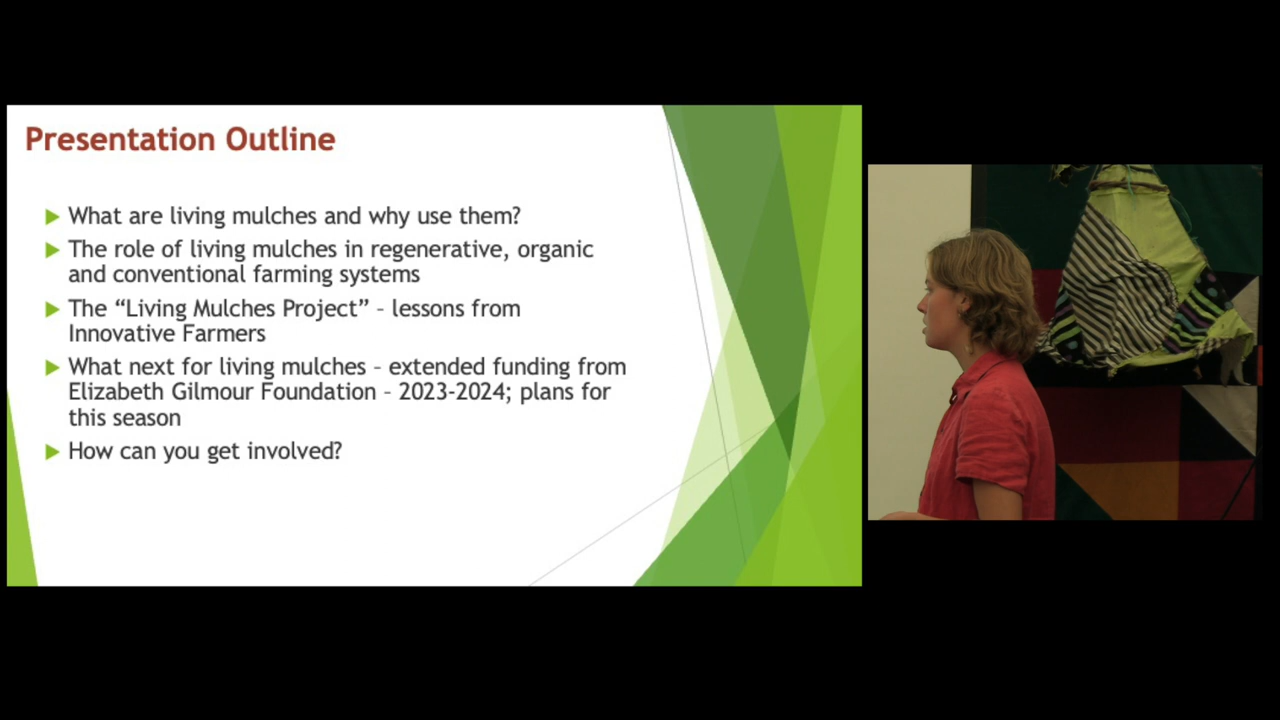 Presentation Outline
What are living mulches and why use them?
The role of living mulches in regenerative, organic
and conventional farming systems
The “Living Mulches Project” – lessons from
Innovative Farmers
What next for living mulches – extended funding from
Elizabeth Gilmour Foundation – 2023-2024; plans for
this season
How can you get involved?